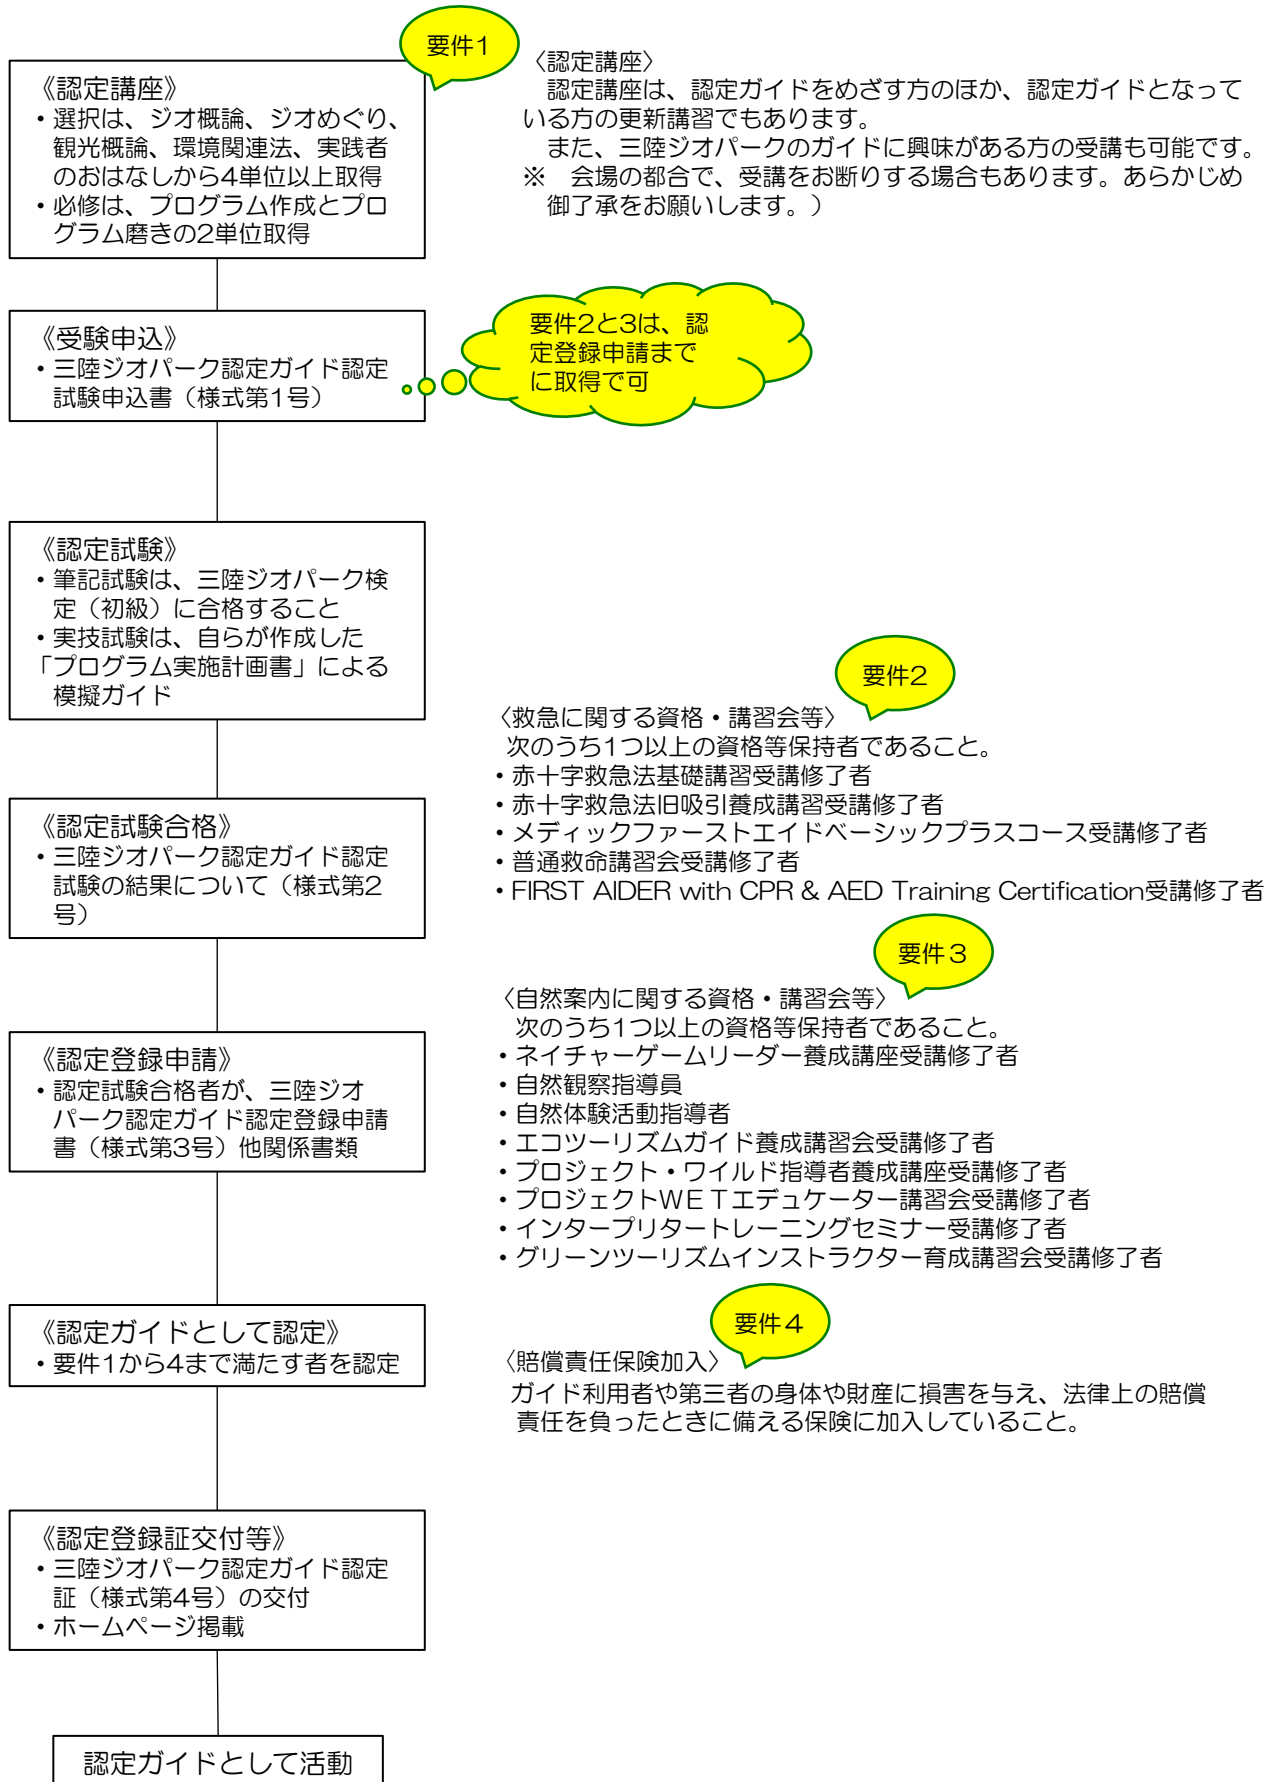 要件1
《認定講座》
・選択は、ジオ概論、ジオめぐり、
観光概論、環境関連法、実践者
のおはなしから4単位以上取得
・必修は、プログラム作成とプロ
グラム磨きの2単位取得
〈認定講座〉
認定講座は、認定ガイドをめざす方のほか、認定ガイドとなって
いる方の更新講習でもあります。
また、三陸ジオパークのガイドに興味がある方の受講も可能です。
※　会場の都合で、受講をお断りする場合もあります。あらかじめ
御了承をお願いします。）
《受験申込》
・三陸ジオパーク認定ガイド認定
試験申込書（様式第1号）
要件2と3は、認
定登録申請まで
に取得で可
《認定試験》
・筆記試験は、三陸ジオパーク検
定（初級）に合格すること
・実技試験は、自らが作成した
「プログラム実施計画書」による
模擬ガイド
要件2
〈救急に関する資格・講習会等〉
次のうち1つ以上の資格等保持者であること。
・赤十字救急法基礎講習受講修了者
・赤十字救急法旧吸引養成講習受講修了者
・メディックファーストエイドベーシックプラスコース受講修了者
・普通救命講習会受講修了者
・FIRST AIDER with CPR & AED Training Certification受講修了者
《認定試験合格》
・三陸ジオパーク認定ガイド認定
試験の結果について（様式第2
号）
要件３
〈自然案内に関する資格・講習会等〉
次のうち1つ以上の資格等保持者であること。
・ネイチャーゲームリーダー養成講座受講修了者
・自然観察指導員
・自然体験活動指導者
・エコツーリズムガイド養成講習会受講修了者
・プロジェクト・ワイルド指導者養成講座受講修了者
・プロジェクトＷＥＴエデュケーター講習会受講修了者
・インタープリタートレーニングセミナー受講修了者
・グリーンツーリズムインストラクター育成講習会受講修了者
《認定登録申請》
・認定試験合格者が、三陸ジオ
パーク認定ガイド認定登録申請
書（様式第3号）他関係書類
《認定ガイドとして認定》
・要件1から4まで満たす者を認定
要件４
〈賠償責任保険加入〉
ガイド利用者や第三者の身体や財産に損害を与え、法律上の賠償
責任を負ったときに備える保険に加入していること。
《認定登録証交付等》
・三陸ジオパーク認定ガイド認定
証（様式第4号）の交付
・ホームページ掲載
認定ガイドとして活動